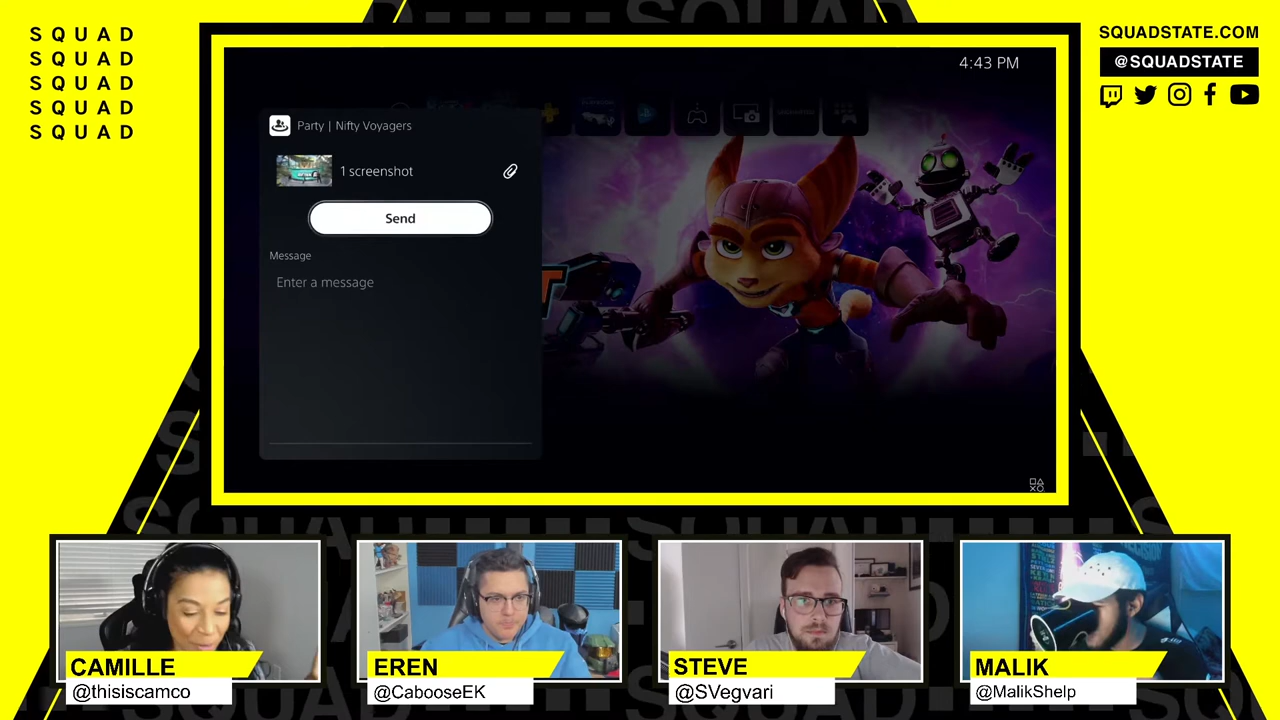 SQUAD
SQUAD
SQUAD
SQUAD
SQUAD
SQUADSTATE.COM
@SQUADSTATE
4:43 PM
Party | Nifty Voyagers
1 screenshot
Send
Message
Enter a message
CAMILLE
@thisiscamco
EREN
@CabooseEK
STEVE
@SVegvari
MALIK
@MalikShelp